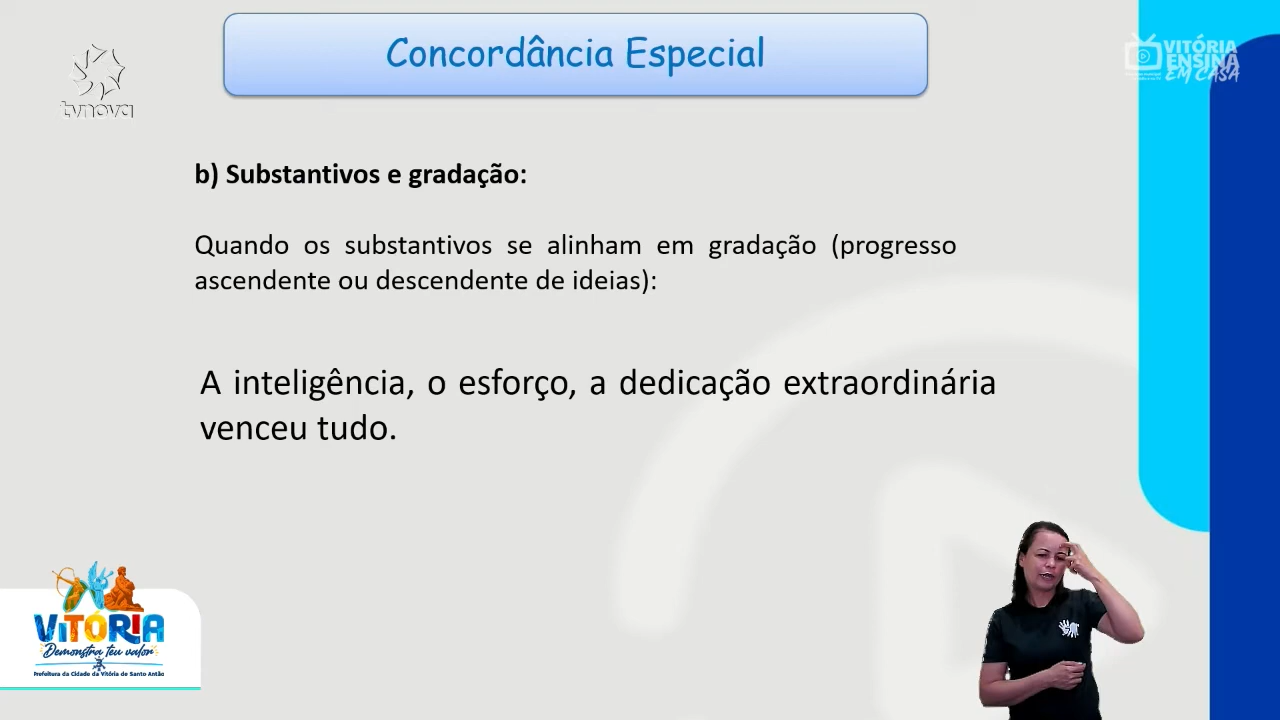 Concordância Especial
tvnova
VITÓRIA
ENSINA
EM CASA
b) Substantivos e gradação:
Quando os substantivos se alinham em gradação (progresso
ascendente ou descendente de ideias):
A inteligência, o esforço, a dedicação extraordinária
venceu tudo.
VITÓRIA
Demonstra teu valor
Prefeitura da Cidade da Vitória de Santo Antão